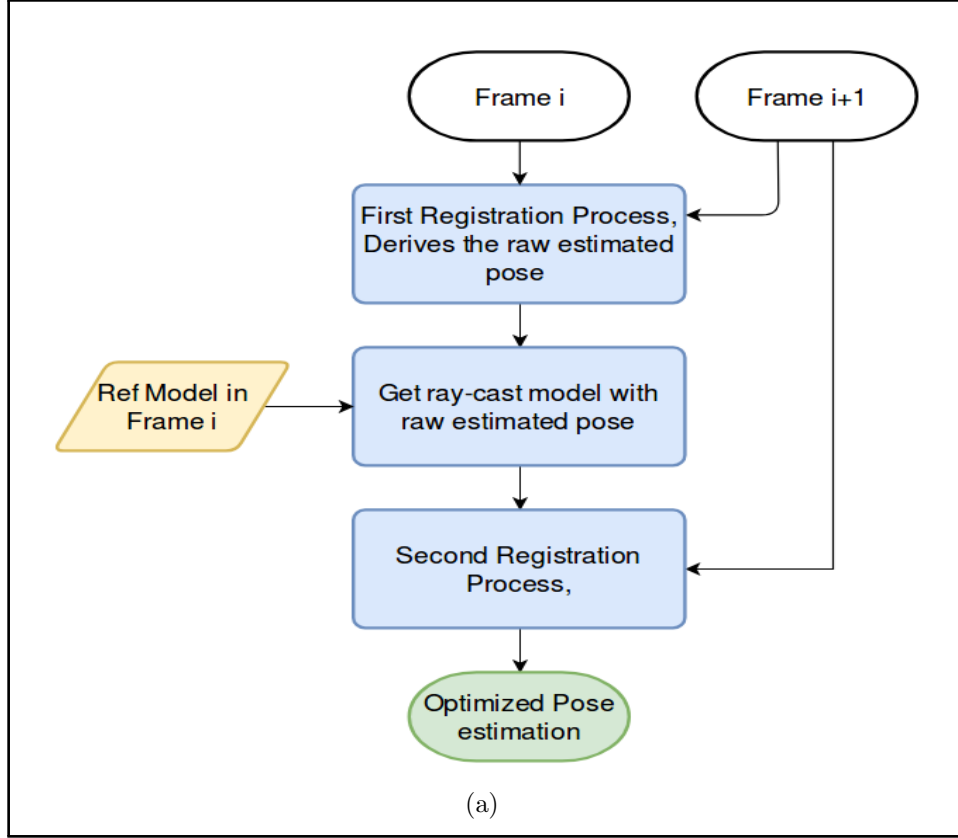 Frame i
Frame i+1
First Registration Process,
Derives the raw estimated
pose
Ref Model in
Frame i
Get ray-cast model with
raw estimated pose
Second Registration
Process,
Optimized Pose
estimation
(a)